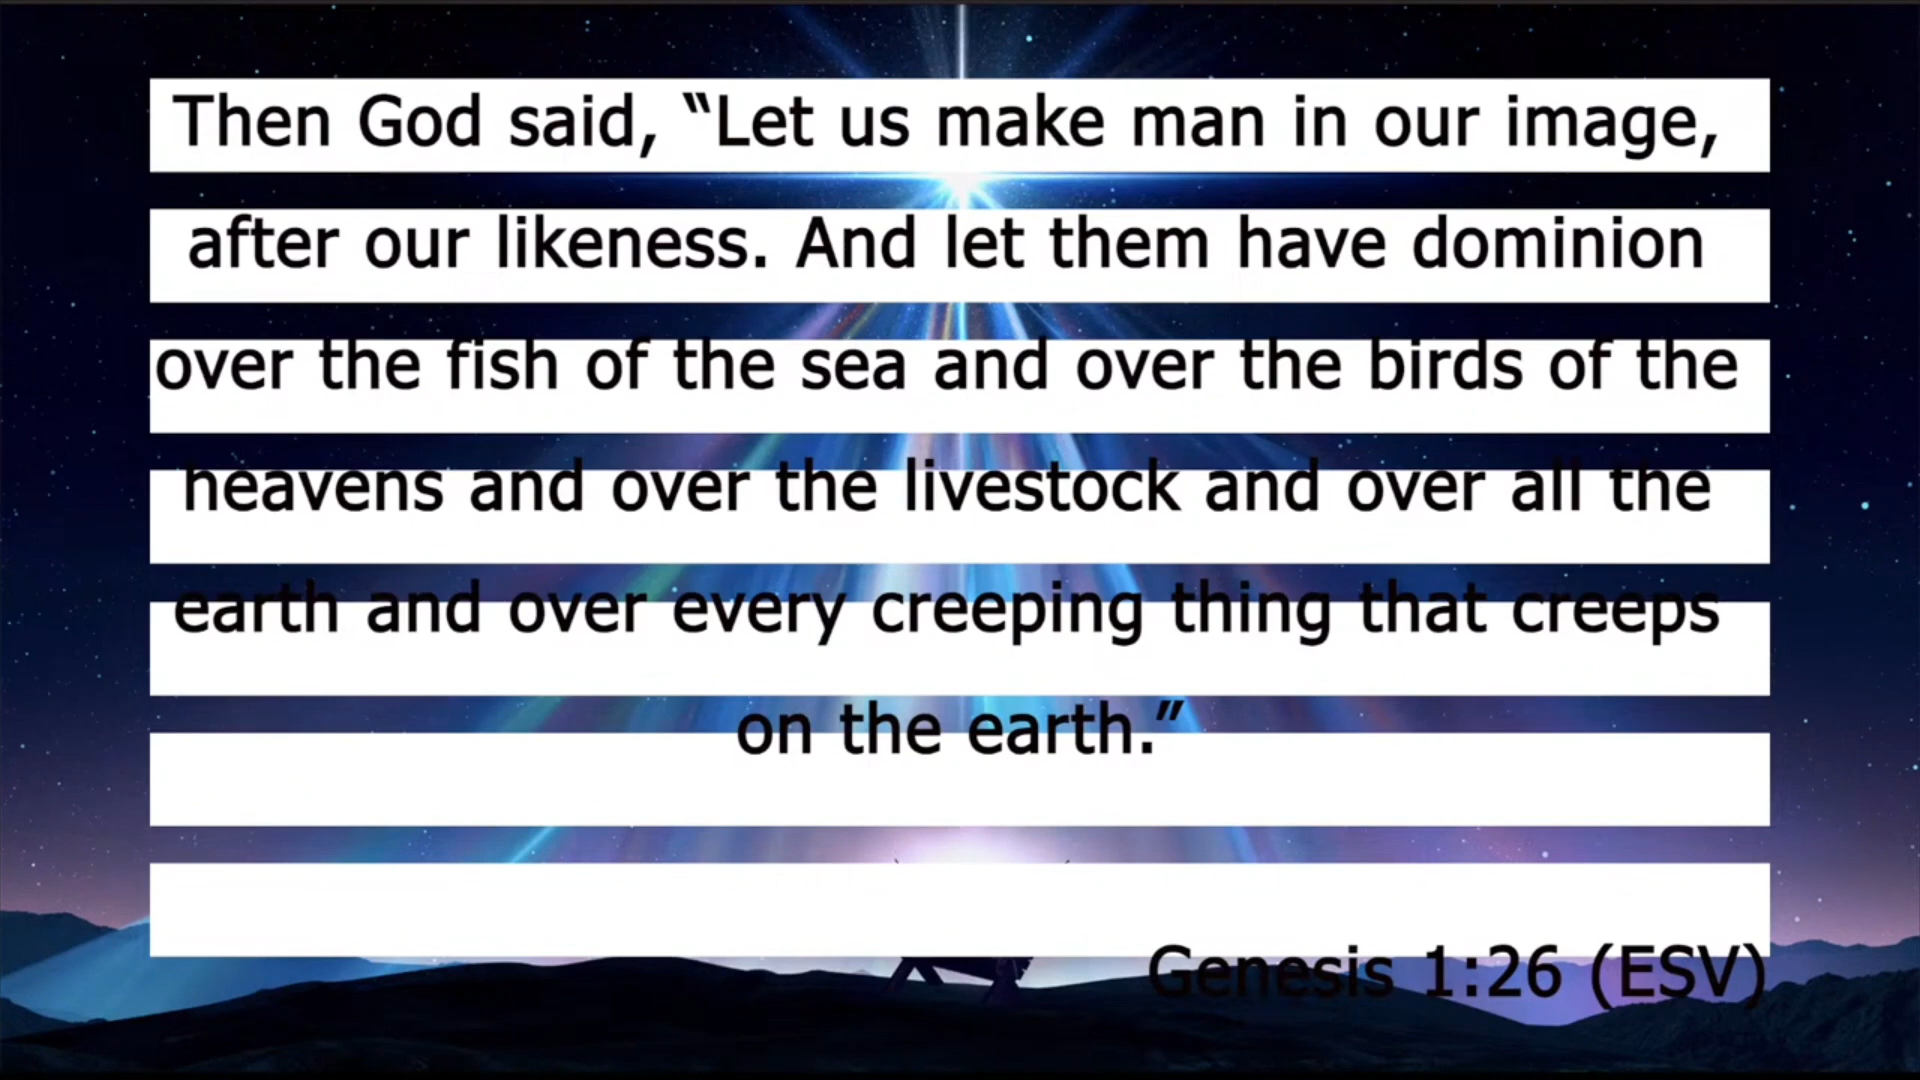 Then God said, “Let us make man in our image,
after our likeness. And let them have dominion
over the fish of the sea and over the birds of the
heavens and over the livestock and over all the
earth and over every creeping thing that creeps
on the earth.”
Genesis 1:26 (ESV)